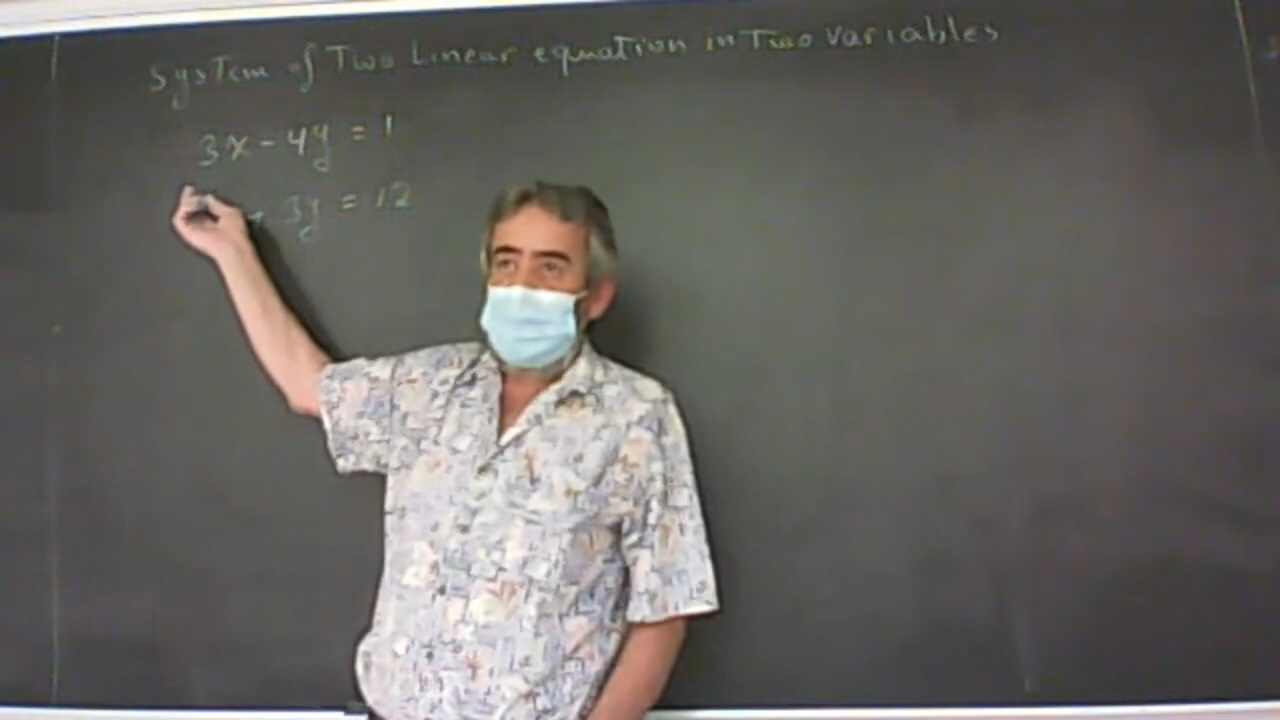 System of Two Linear equation in Two variables
3x - 4y = 1
3y = 12